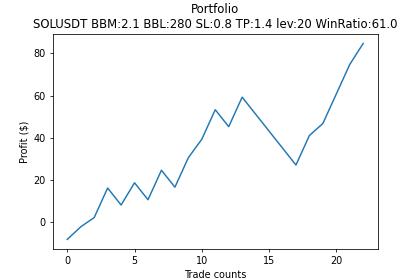 Portfolio
SOLUSDT BBM:2.1 BBL:280 SL:0.8 TP:1.4 lev:20 WinRatio:61.0
Profit ($)
80
60
40
20
0
0 5 10 15 20
Trade counts